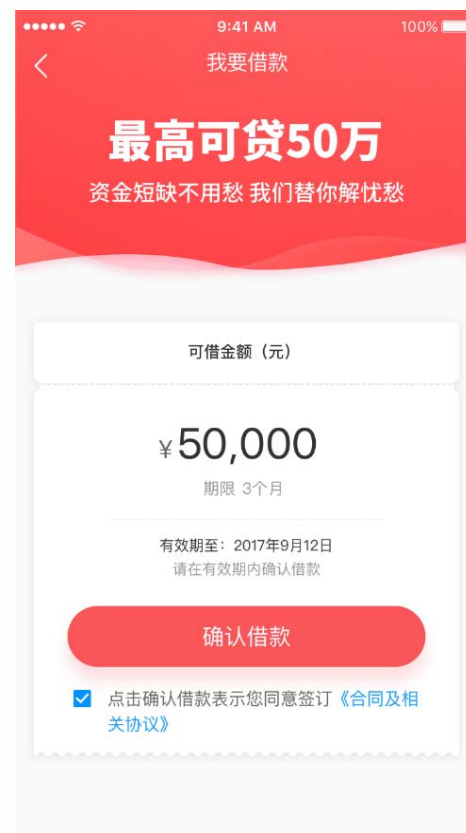 9:41 AM
100%
我要借款
最高可贷50万
资金短缺不用愁 我们替你解忧愁
可借金额（元）
¥50,000
期限 3个月
有效期至：2017年9月12日
请在有效期内确认借款
确认借款
点击确认借款表示您同意签订《合同及相
关协议》